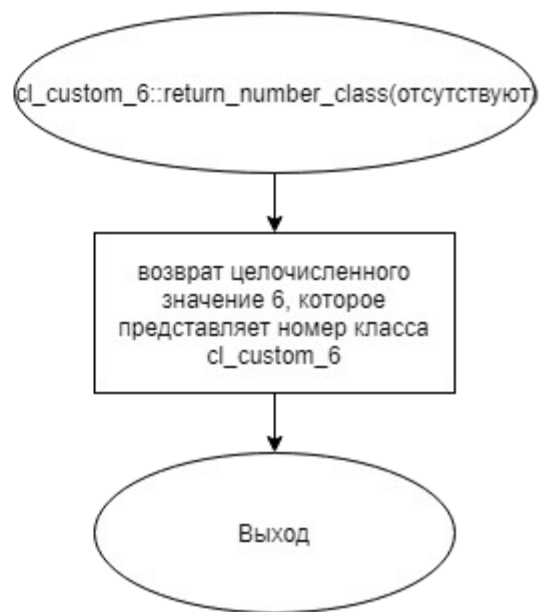 cl_custom_6::return_number_class(отсутствуют)
возврат целочисленного
значение 6, которое
представляет номер класса
cl_custom_6
Выход